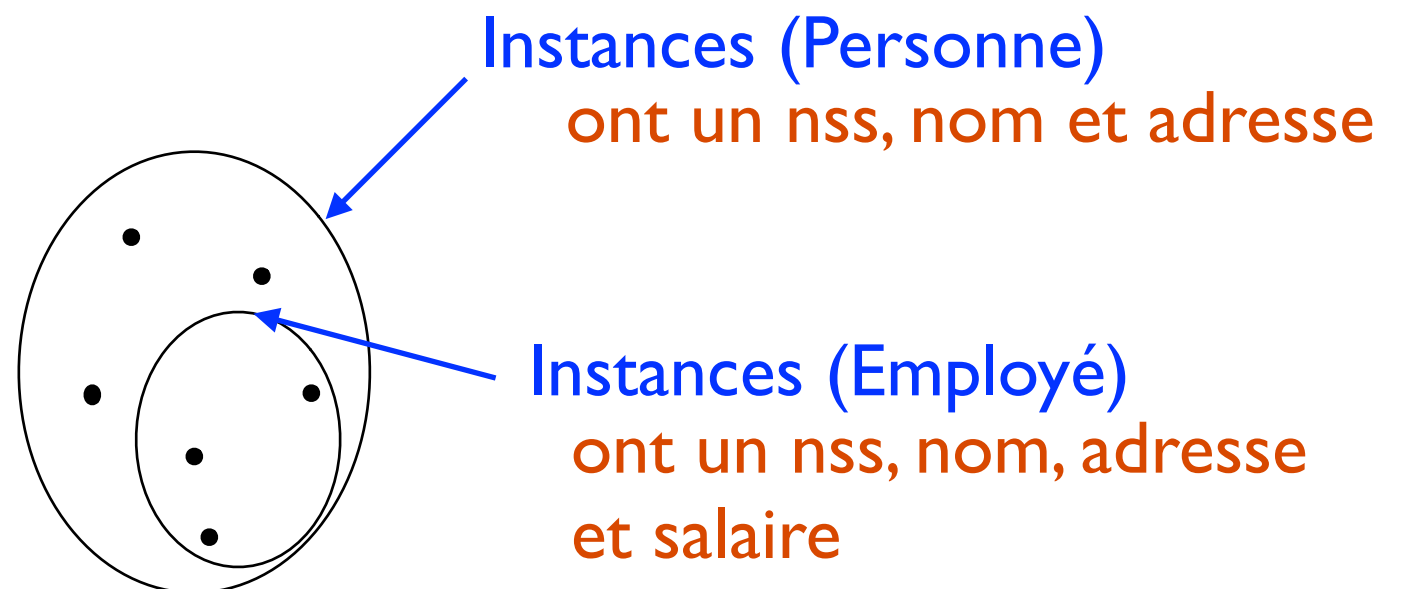 Instances (Personne)
ont un nss, nom et adresse
Instances (Employé)
ont un nss, nom, adresse
et salaire